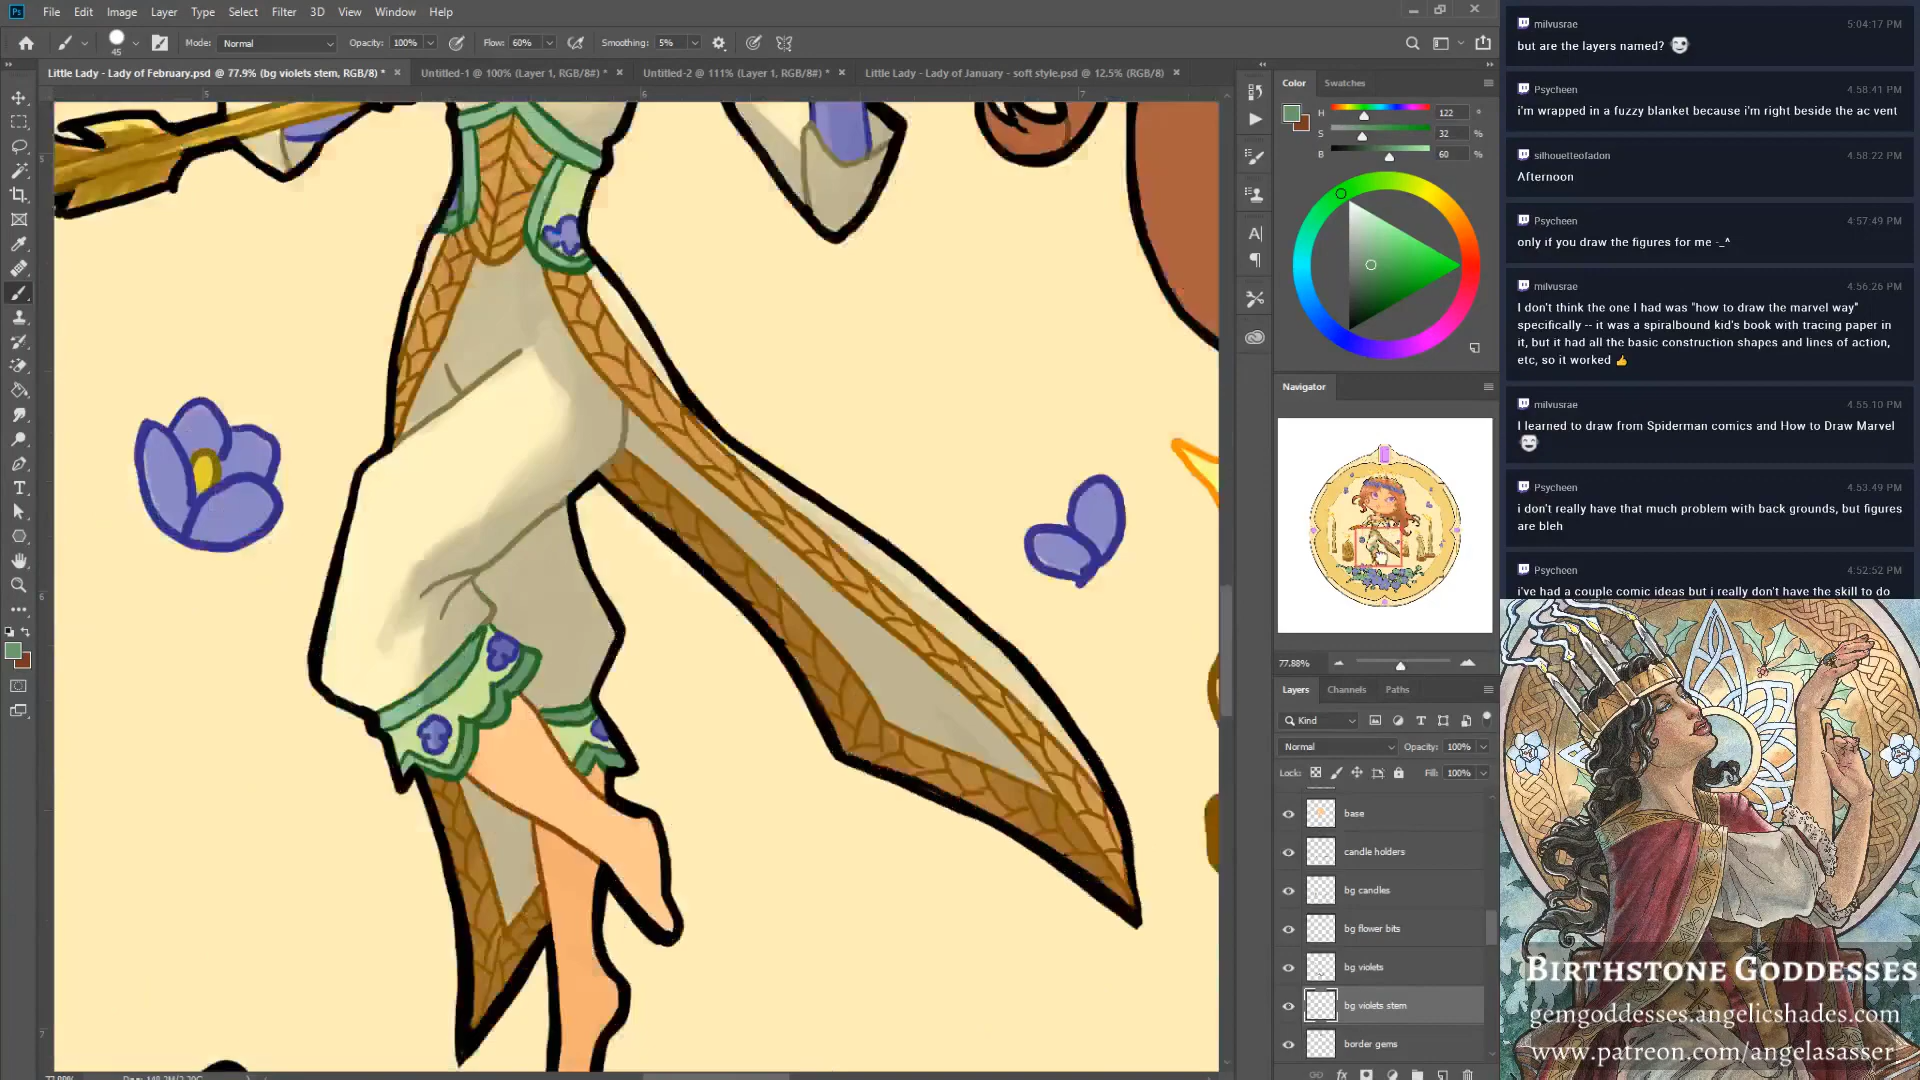 Ps File Edit Image Layer Type Select Filter 3D View Window Help
45 Mode: Normal Opacity: 100% Flow: 60% Smoothing: 5%
Little Lady - Lady of February.psd @ 77.9% (bg violets stem, RGB/8) * × Untitled-1 @ 100% (Layer 1, RGB/8#) * × Untitled-2 @ 111% (Layer 1, RGB/8#) * × Little Lady - Lady of January - soft style.psd @ 12.5% (RGB/8) ×
5 6 7
5
6
7
Color Swatches
H 122 °
S 32 %
B 60 %
Navigator
77.88%
Layers Channels Paths
Kind
Normal Opacity: 100%
Lock: Fill: 100%
base
candle holders
bg candles
bg flower bits
bg violets
bg violets stem
border gems
milvusrae 5:04:17 PM
but are the layers named?
Psycheen 4:58:41 PM
i'm wrapped in a fuzzy blanket because i'm right beside the ac vent
silhouetteofadon 4:58:22 PM
Afternoon
Psycheen 4:57:49 PM
only if you draw the figures for me -_^
milvusrae 4:56:26 PM
I don't think the one I had was "how to draw the marvel way"
specifically -- it was a spiralbound kid's book with tracing paper in
it, but it had all the basic construction shapes and lines of action,
etc, so it worked 👍
milvusrae 4:55:10 PM
I learned to draw from Spiderman comics and How to Draw Marvel
Psycheen 4:53:49 PM
i don't really have that much problem with back grounds, but figures
are bleh
Psycheen 4:52:52 PM
i've had a couple comic ideas but i really don't have the skill to do
Birthstone Goddesses
gemgoddesses.angelicshades.com
www.patreon.com/angelasasser